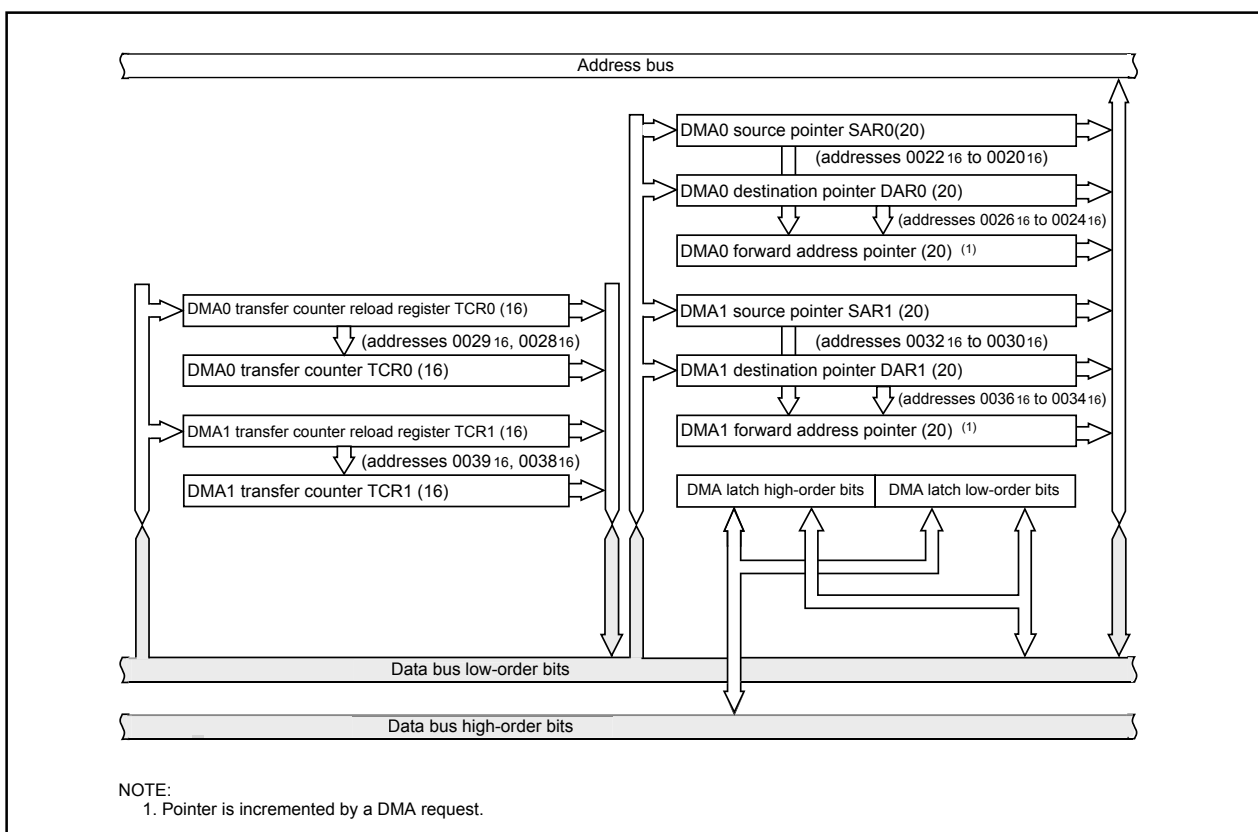 Address bus
DMA0 source pointer SAR0(20)
(addresses 0022 16 to 0020 16)
DMA0 destination pointer DAR0 (20)
(addresses 0026 16 to 0024 16)
DMA0 forward address pointer (20) (1)
DMA0 transfer counter reload register TCR0 (16)
(addresses 0029 16, 0028 16)
DMA0 transfer counter TCR0 (16)
DMA1 transfer counter reload register TCR1 (16)
(addresses 0039 16, 0038 16)
DMA1 transfer counter TCR1 (16)
DMA1 source pointer SAR1 (20)
(addresses 0032 16 to 0030 16)
DMA1 destination pointer DAR1 (20)
(addresses 0036 16 to 0034 16)
DMA1 forward address pointer (20) (1)
DMA latch high-order bits
DMA latch low-order bits
Data bus low-order bits
Data bus high-order bits
NOTE:
1. Pointer is incremented by a DMA request.